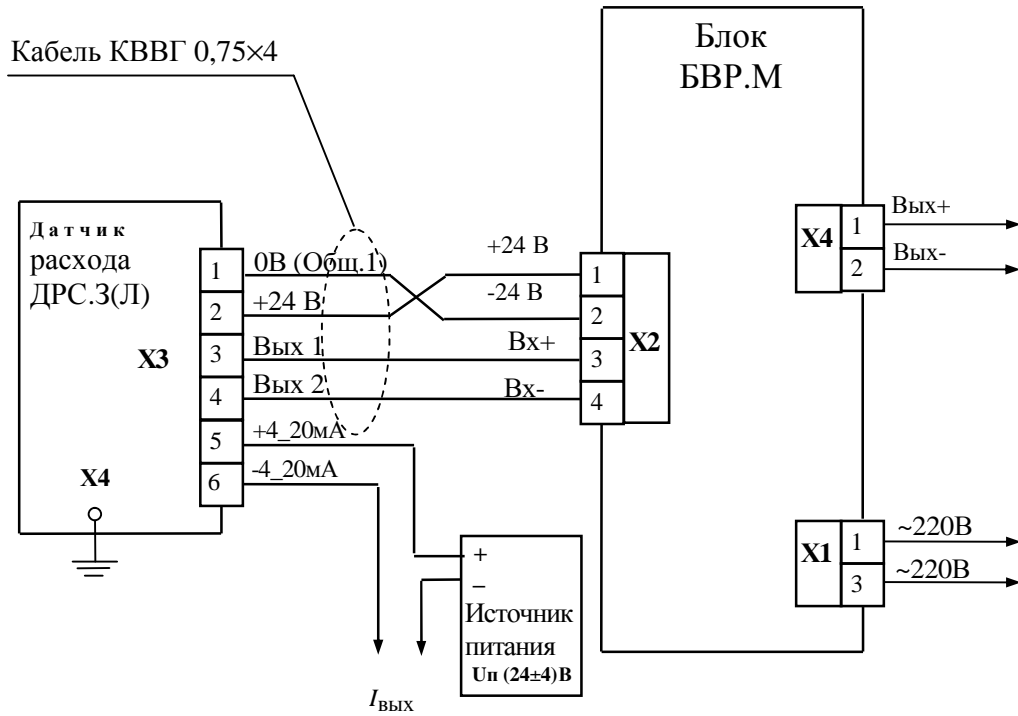 Кабель КВВГ 0,75×4
Блок
БВР.М
Датчик
расхода
ДРС.З(Л)
X3
X4
1
2
3
4
5
6
0В (Общ.1)
+24 В
Вых 1
Вых 2
+4_20мА
-4_20мА
+24 В
-24 В
Вх+
Вх-
1
2
3
4
X2
X4
1
2
Вых+
Вых-
X1
1
3
~220В
~220В
+
–
Источник
питания
Uп (24±4)В
Iвых